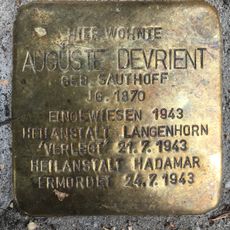 HIER WOHNTE
AUGUSTE DEVRIENT
GEB. SAUTHOFF
JG. 1870
EINGEWIESEN 1943
HEILANSTALT LANGENHORN
'VERLEGT' 21.7.1943
HEILANSTALT HADAMAR
ERMORDET 24.7.1943